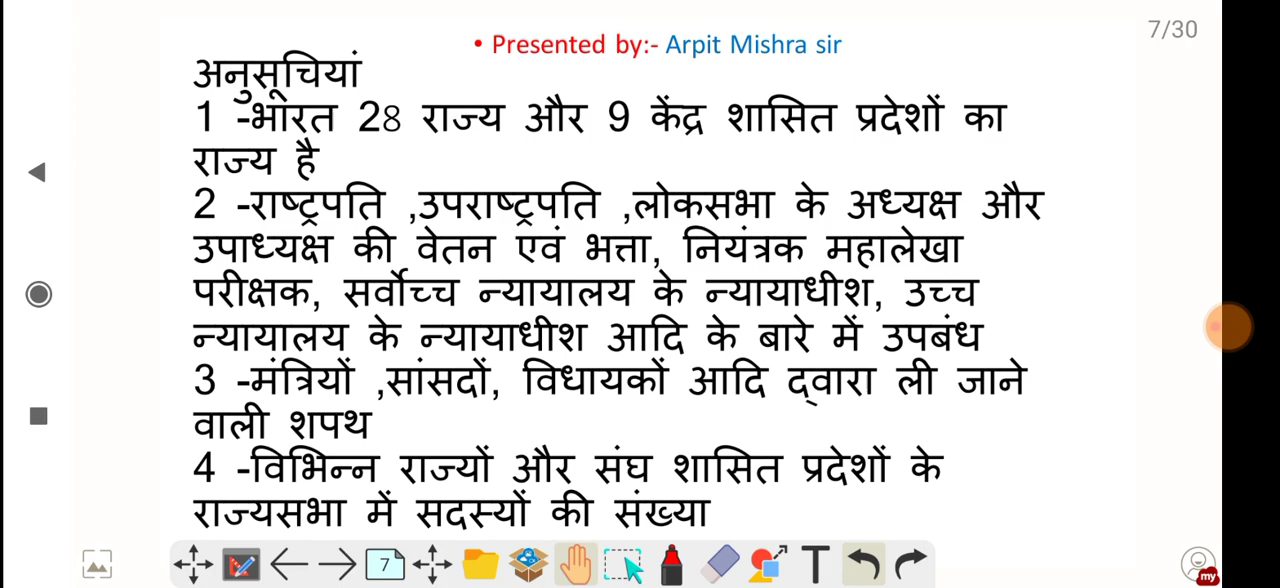 7/30
• Presented by:- Arpit Mishra sir
अनुसूचियां
1 -भारत 28 राज्य और 9 केंद्र शासित प्रदेशों का
राज्य है
2 -राष्ट्रपति ,उपराष्ट्रपति ,लोकसभा के अध्यक्ष और
उपाध्यक्ष की वेतन एवं भत्ता, नियंत्रक महालेखा
परीक्षक, सर्वोच्च न्यायालय के न्यायाधीश, उच्च
न्यायालय के न्यायाधीश आदि के बारे में उपबंध
3 -मंत्रियों ,सांसदों, विधायकों आदि द्वारा ली जाने
वाली शपथ
4 -विभिन्न राज्यों और संघ शासित प्रदेशों के
राज्यसभा में सदस्यों की संख्या
7
T
my